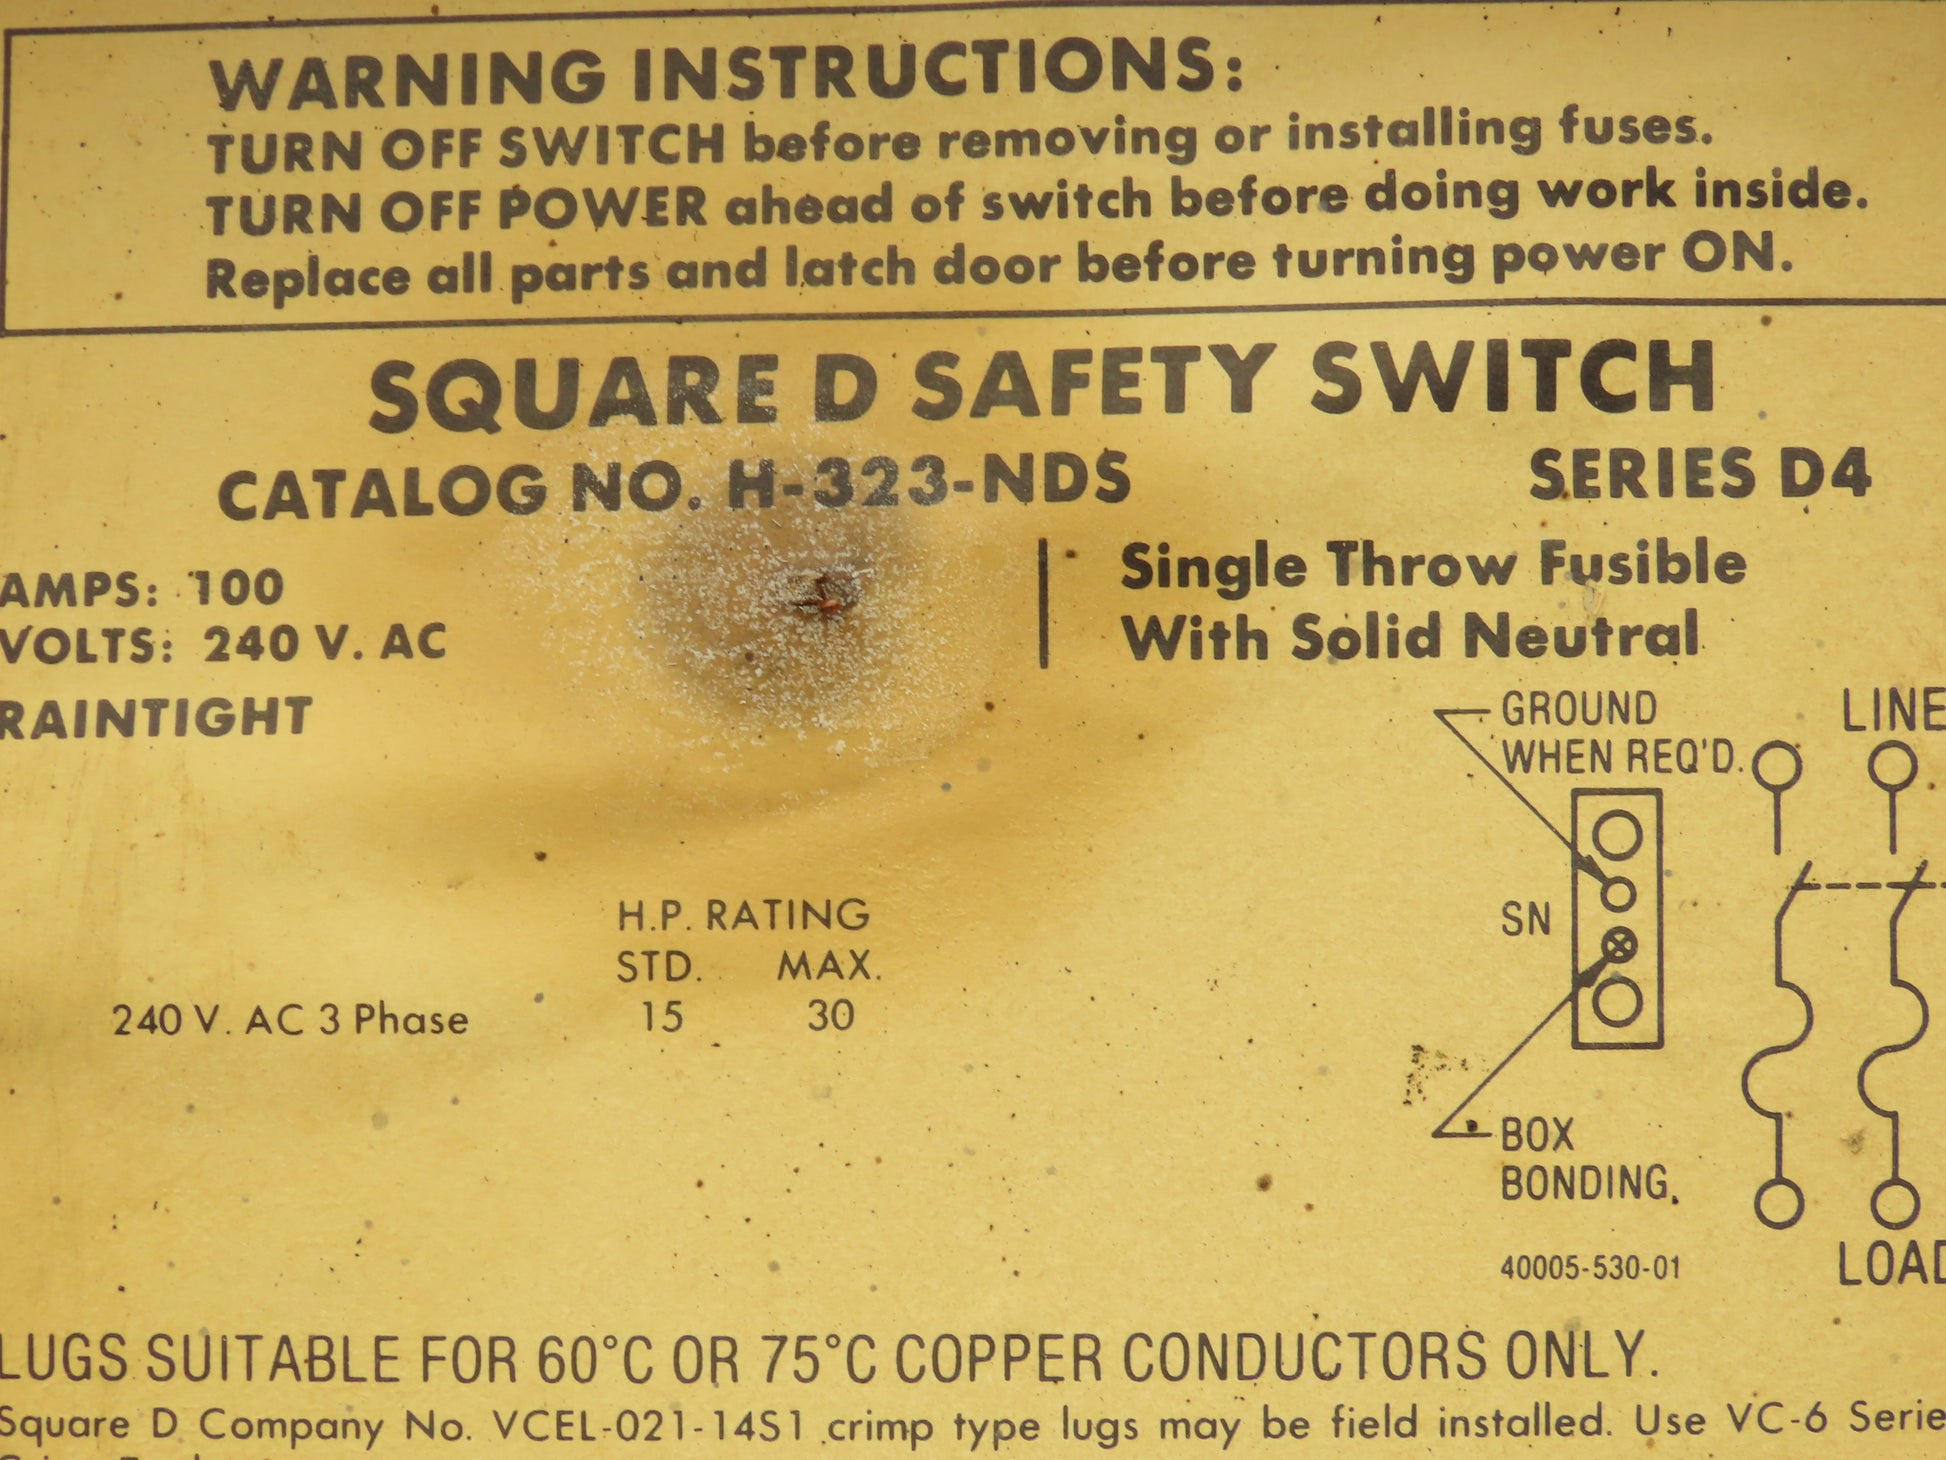 WARNING INSTRUCTIONS:
TURN OFF SWITCH before removing or installing fuses.
TURN OFF POWER ahead of switch before doing work inside.
Replace all parts and latch door before turning power ON.
SQUARE D SAFETY SWITCH
CATALOG NO. H-323-NDS SERIES D4
AMPS: 100
VOLTS: 240 V. AC
RAINTIGHT
Single Throw Fusible
With Solid Neutral
GROUND
WHEN REQ'D.
LINE
SN
H.P. RATING
STD. MAX.
240 V. AC 3 Phase 15 30
BOX
BONDING.
40005-530-01
LOAD
LUGS SUITABLE FOR 60°C OR 75°C COPPER CONDUCTORS ONLY.
Square D Company No. VCEL-021-14S1 crimp type lugs may be field installed. Use VC-6 Serie